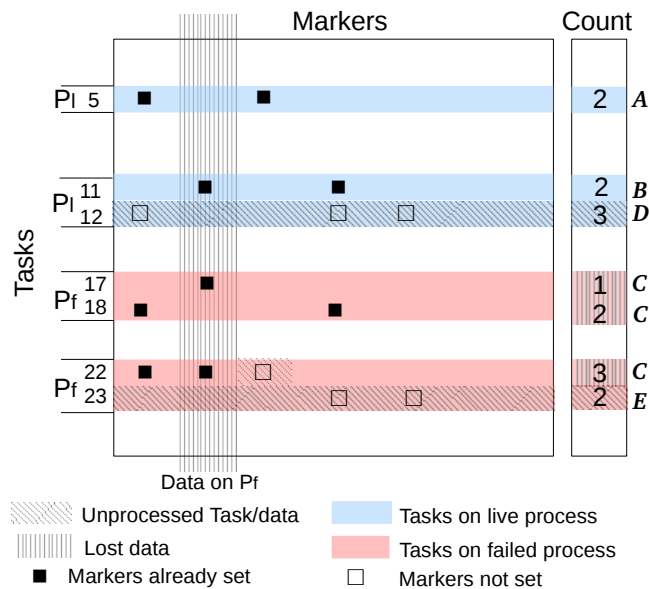 Markers Count
Pl 5 2 A
11 2 B
Pl
12 3 D
Tasks
17 1 C
Pf
18 2 C
22 3 C
Pf
23 2 E
Data on Pf
Unprocessed Task/data Tasks on live process
Lost data Tasks on failed process
Markers already set Markers not set